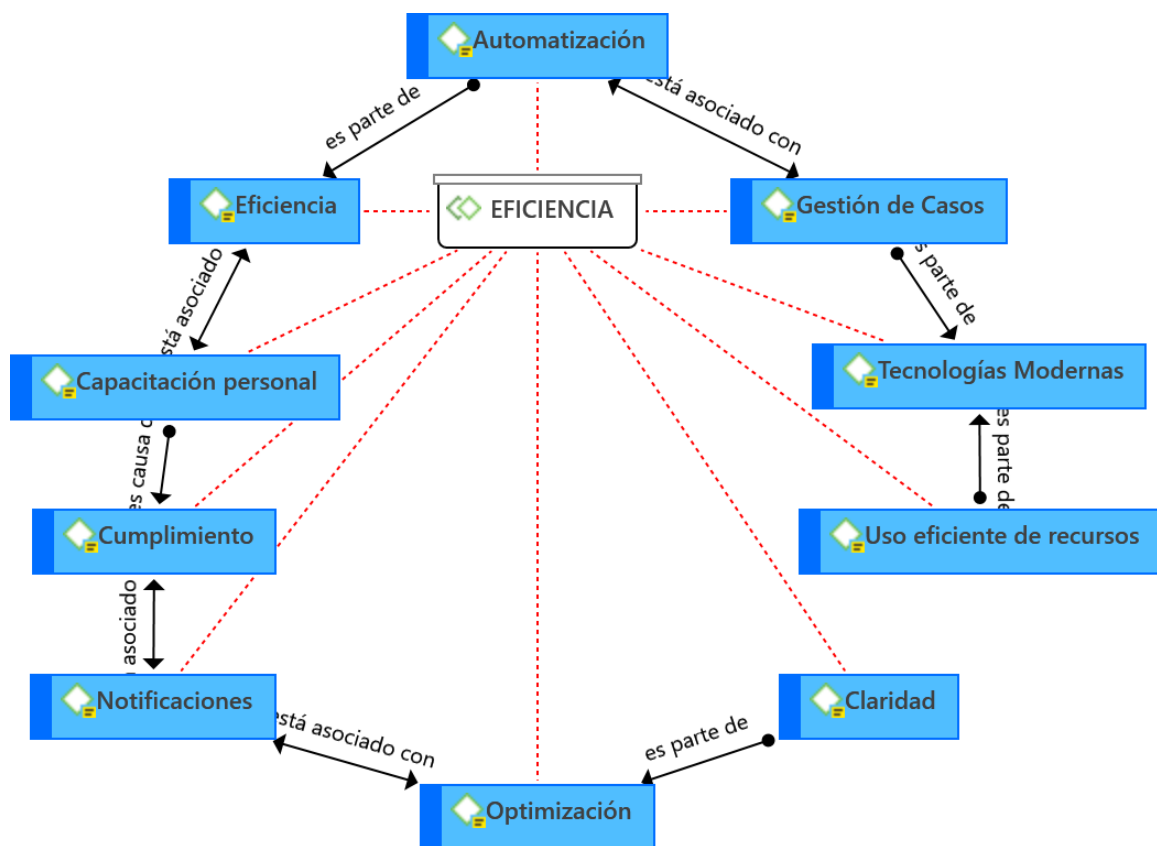 Automatización
es parte de
está asociado con
Eficiencia
EFICIENCIA
Gestión de Casos
está asociado
es parte de
Capacitación personal
Tecnologías Modernas
es causa
es parte de
Cumplimiento
Uso eficiente de recursos
asociado
Notificaciones
Claridad
está asociado con
es parte de
Optimización